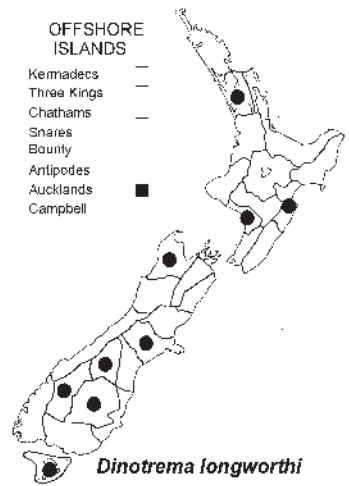 OFFSHORE
ISLANDS
Kermadecs
Three Kings
Chathams
Snares
Bounty
Antipodes
Aucklands
Campbell
Dinotrema longworthi